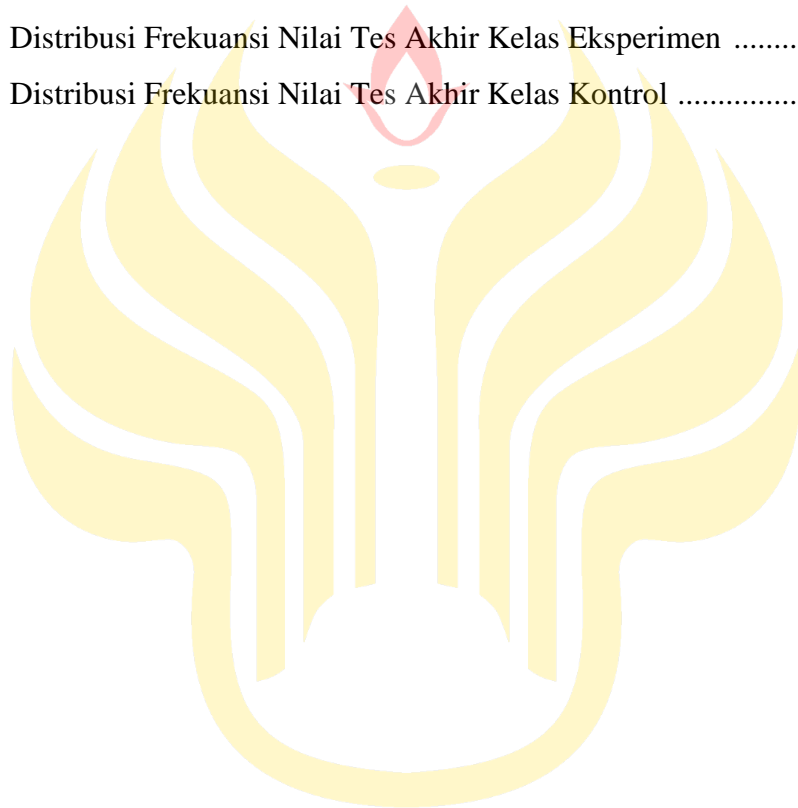 Distribusi Frekuansi Nilai Tes Akhir Kelas Eksperimen ........
Distribusi Frekuansi Nilai Tes Akhir Kelas Kontrol ...............